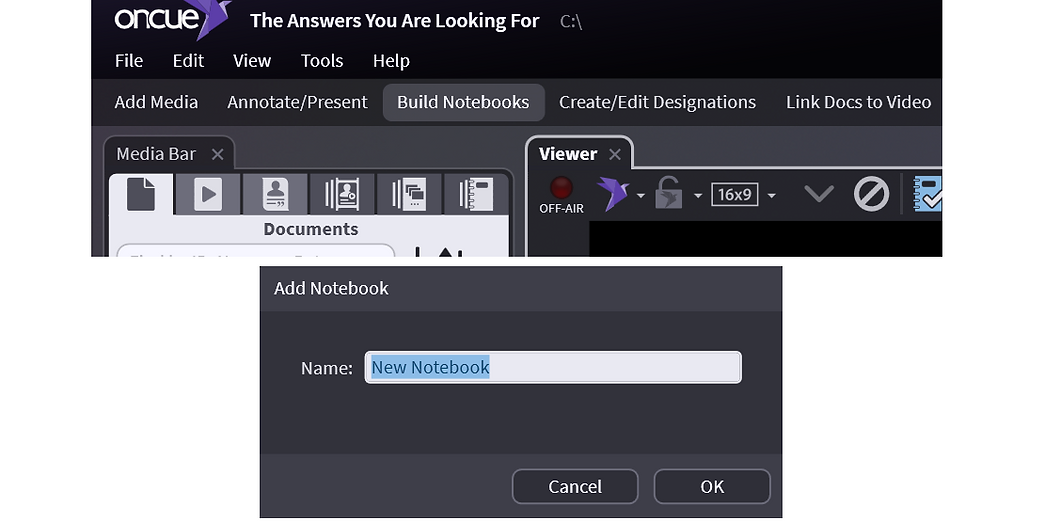 oncue The Answers You Are Looking For C:\
File Edit View Tools Help
Add Media Annotate/Present Build Notebooks Create/Edit Designations Link Docs to Video
Media Bar
Documents
Viewer
OFF-AIR
16x9
Add Notebook
Name: New Notebook
Cancel OK